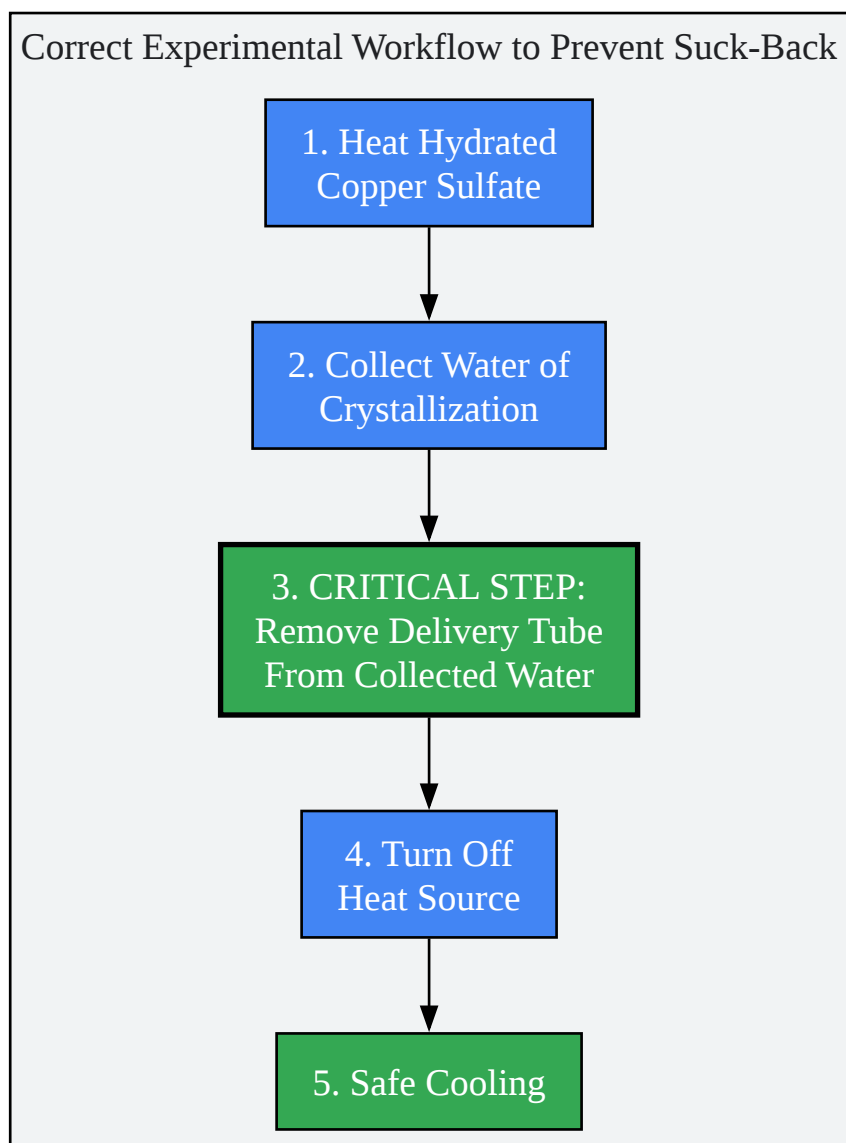 Correct Experimental Workflow to Prevent Suck-Back
1. Heat Hydrated
Copper Sulfate
2. Collect Water of
Crystallization
3. CRITICAL STEP:
Remove Delivery Tube
From Collected Water
4. Turn Off
Heat Source
5. Safe Cooling